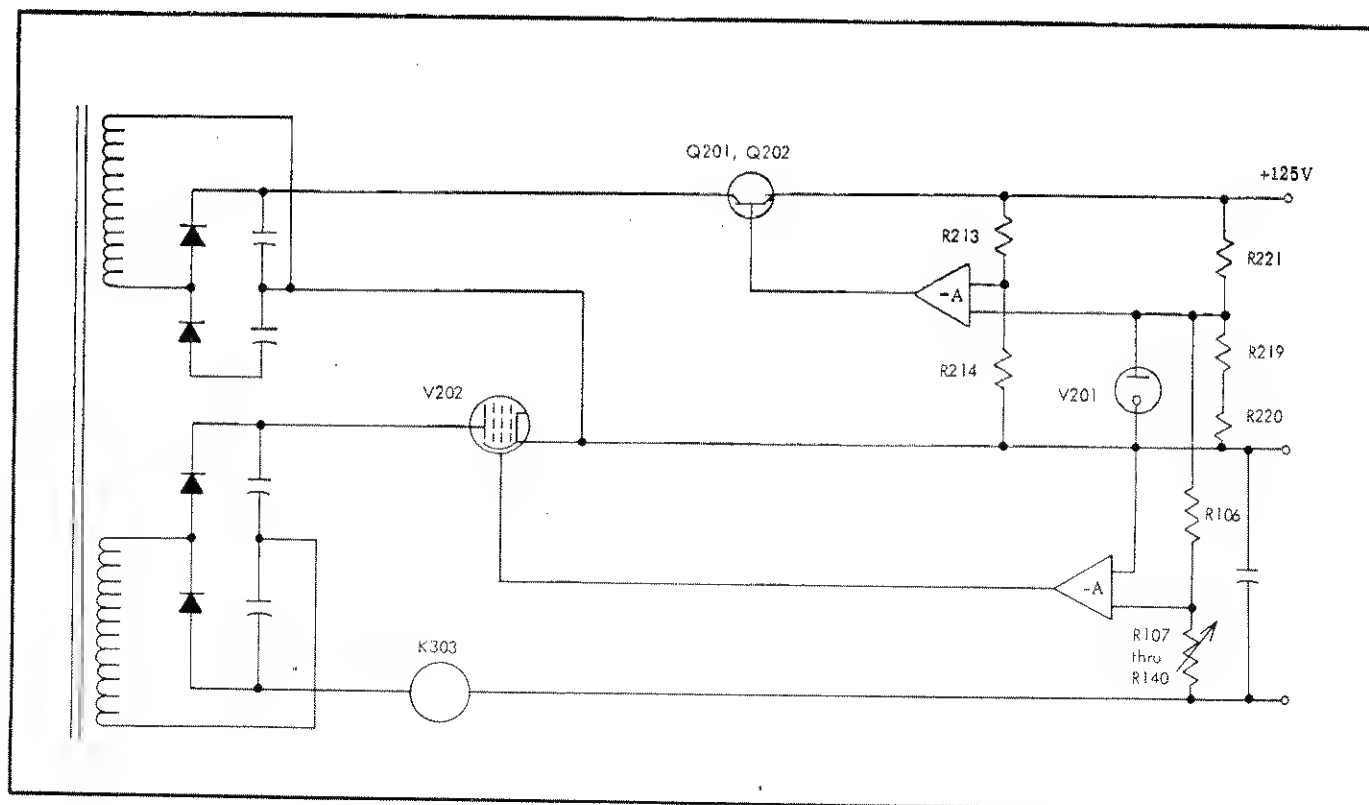 Q201, Q202
+125V
R213
R221
-A
R219
R214
V201
V202
R220
R106
-A
K303
R107
thru
R140